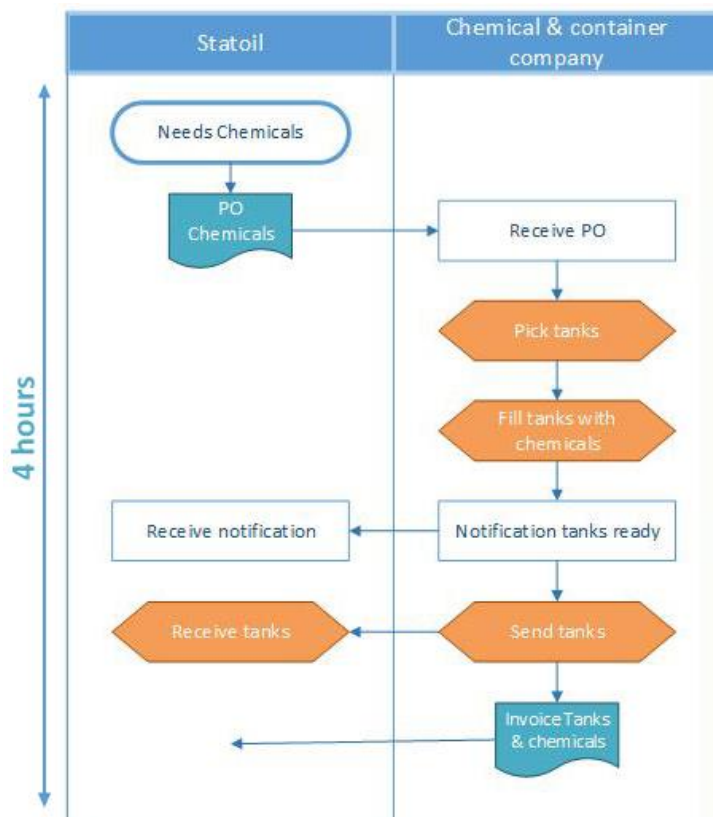 Statoil
Chemical & container
company
Needs Chemicals
PO
Chemicals
Receive PO
Pick tanks
Fill tanks with
chemicals
4 hours
Receive notification
Notification tanks ready
Receive tanks
Send tanks
Invoice Tanks
& chemicals